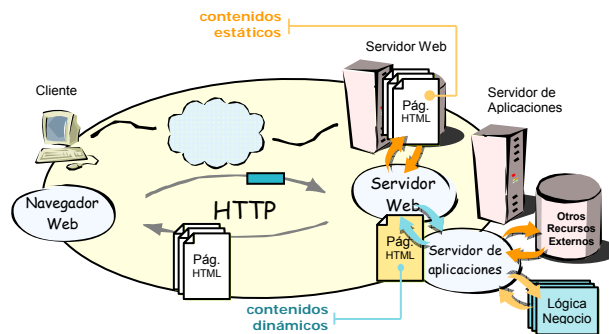 contenidos
estáticos
Servidor Web
Cliente
Servidor de
Aplicaciones
Pág.
HTML
Navegador
Web
HTTP
Servidor
Web
Pág.
HTML
Pág.
HTML
Servidor de
aplicaciones
Otros
Recursos
Externos
Lógica
Negocio
contenidos
dinámicos